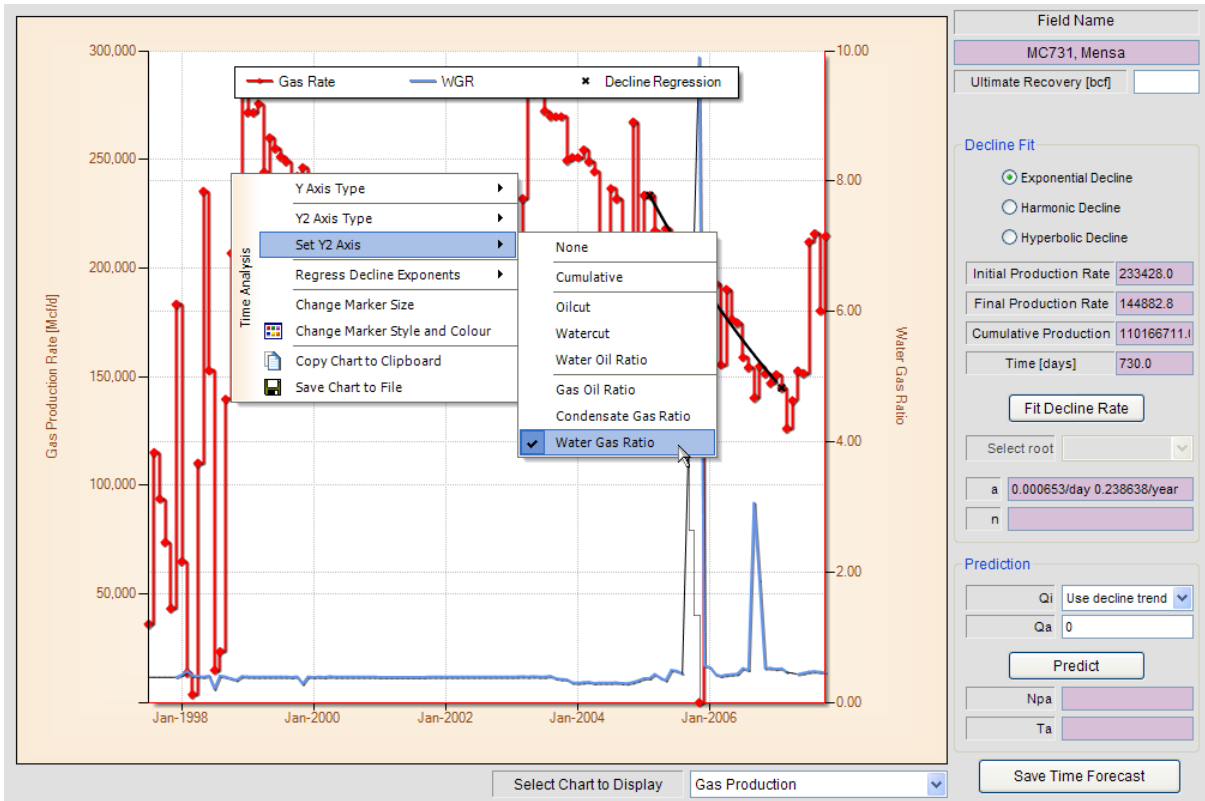 Gas Rate WGR Decline Regression
300,000
250,000
200,000
150,000
100,000
50,000
Gas Production Rate [Mcf/d]
10.00
8.00
6.00
4.00
2.00
0.00
Water Gas Ratio
Jan-1998 Jan-2000 Jan-2002 Jan-2004 Jan-2006
Time Analysis
Y Axis Type
Y2 Axis Type
Set Y2 Axis
Regress Decline Exponents
Change Marker Size
Change Marker Style and Colour
Copy Chart to Clipboard
Save Chart to File
None
Cumulative
Oilcut
Watercut
Water Oil Ratio
Gas Oil Ratio
Condensate Gas Ratio
Water Gas Ratio
Select Chart to Display Gas Production
Field Name
MC731, Mensa
Ultimate Recovery [bcf]
Decline Fit
Exponential Decline
Harmonic Decline
Hyperbolic Decline
Initial Production Rate 233428.0
Final Production Rate 144882.8
Cumulative Production 110166711.
Time [days] 730.0
Fit Decline Rate
Select root
a 0.000653/day 0.238638/year
n
Prediction
Qi Use decline trend
Qa 0
Predict
Npa
Ta
Save Time Forecast